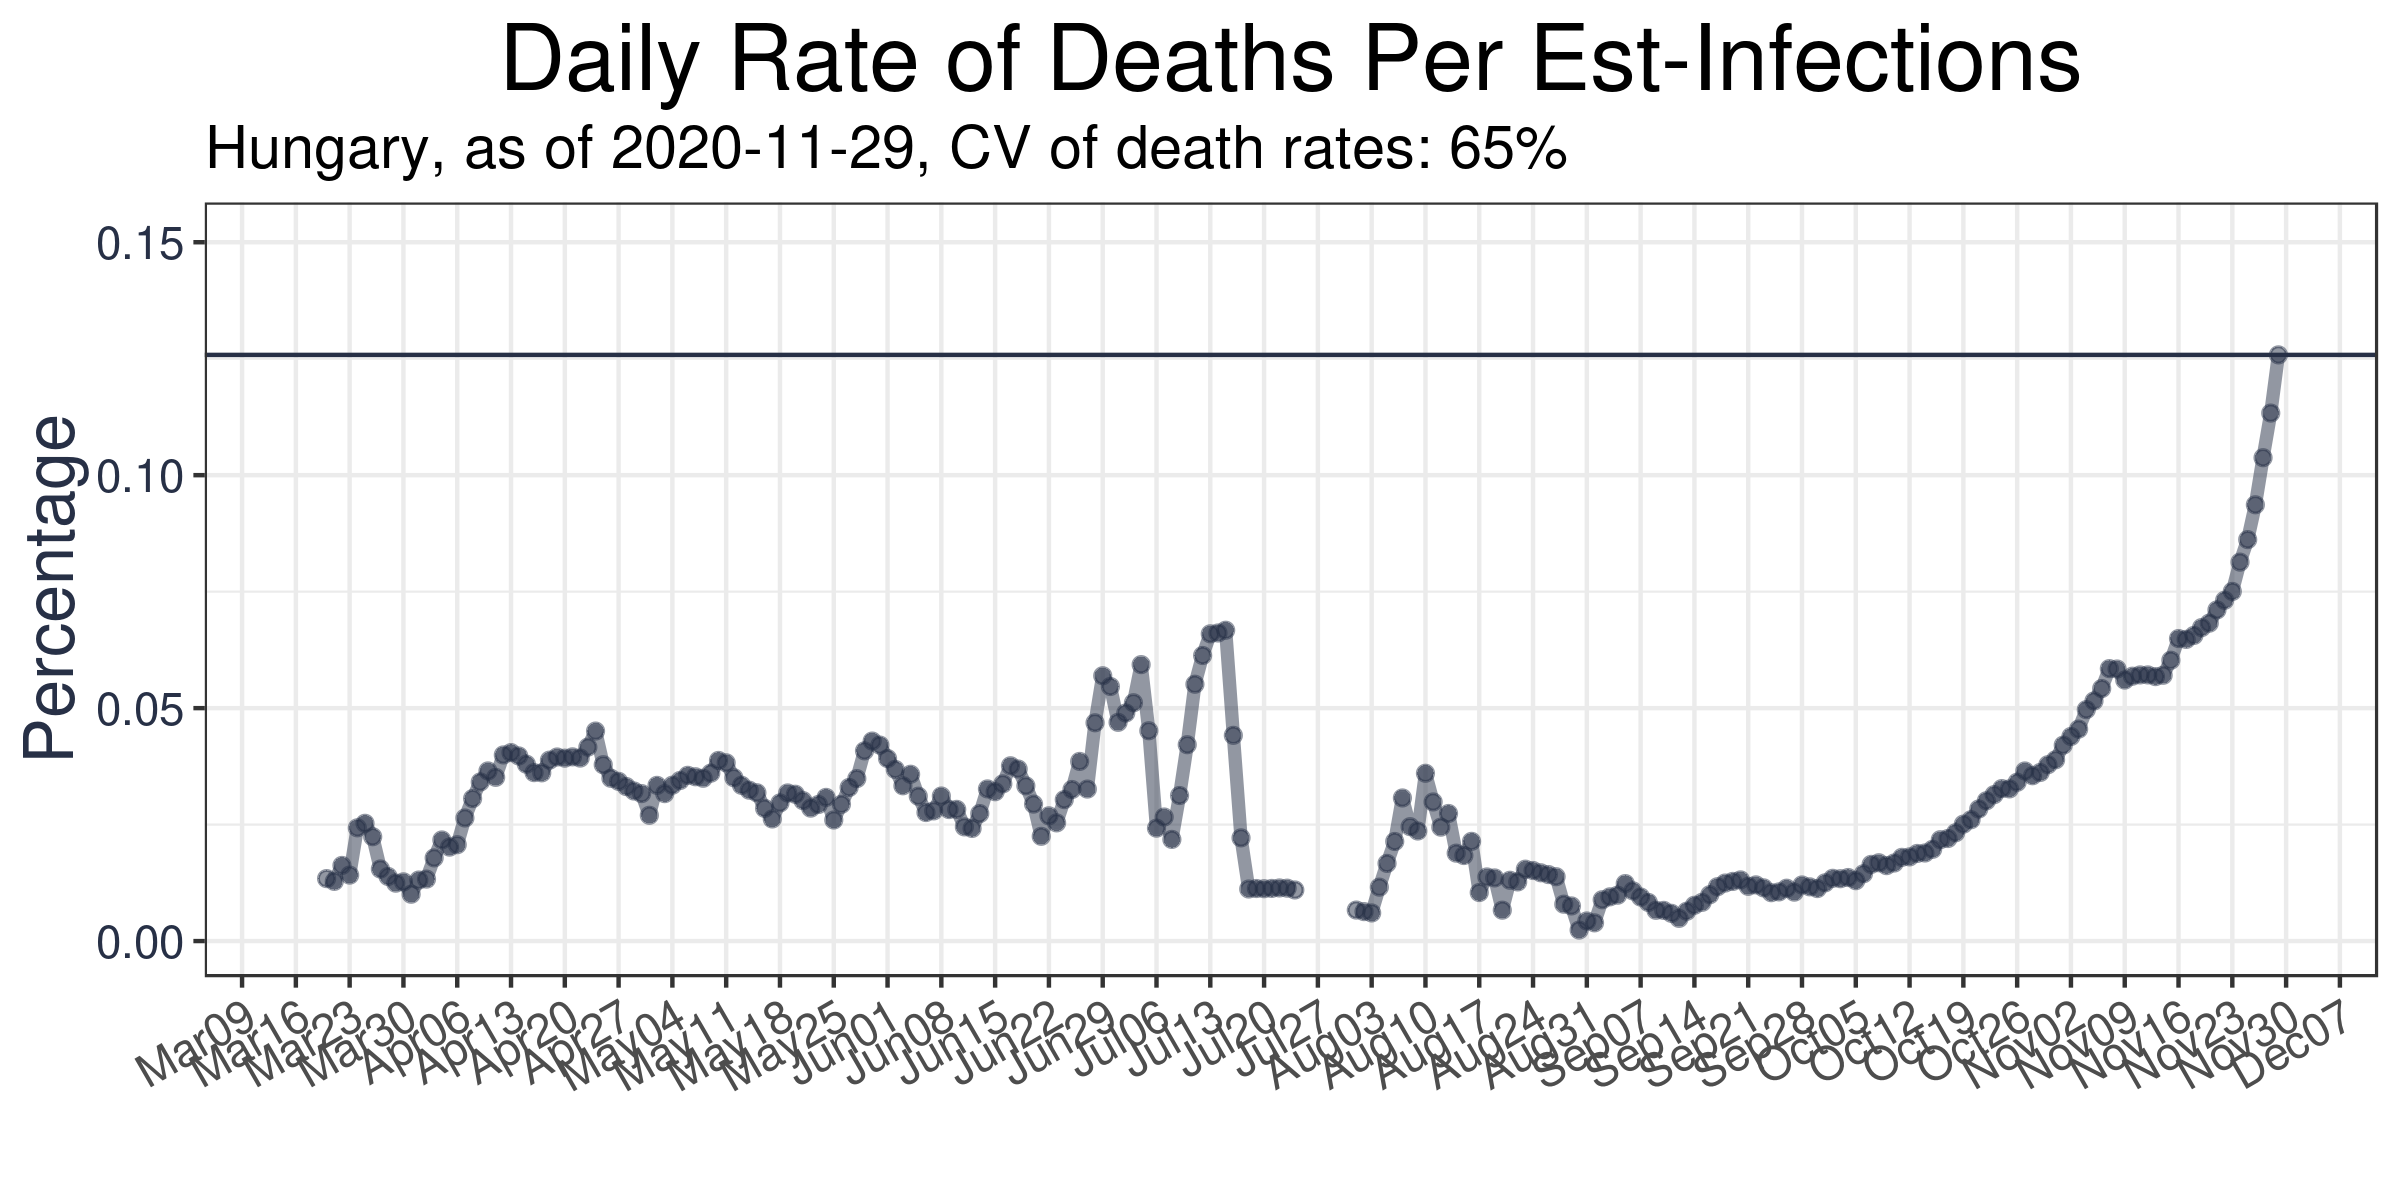 Daily Rate of Deaths Per Est-Infections
Hungary, as of 2020-11-29, CV of death rates: 65%
Percentage
0.15
0.10
0.05
0.00
Mar09
Mar16
Mar23
Mar30
Apr06
Apr13
Apr20
Apr27
May04
May11
May18
May25
Jun01
Jun08
Jun15
Jun22
Jun29
Jul06
Jul13
Jul20
Jul27
Aug03
Aug10
Aug17
Aug24
Aug31
Sep07
Sep14
Sep21
Sep28
Oct05
Oct12
Oct19
Oct26
Nov02
Nov09
Nov16
Nov23
Nov30
Dec07